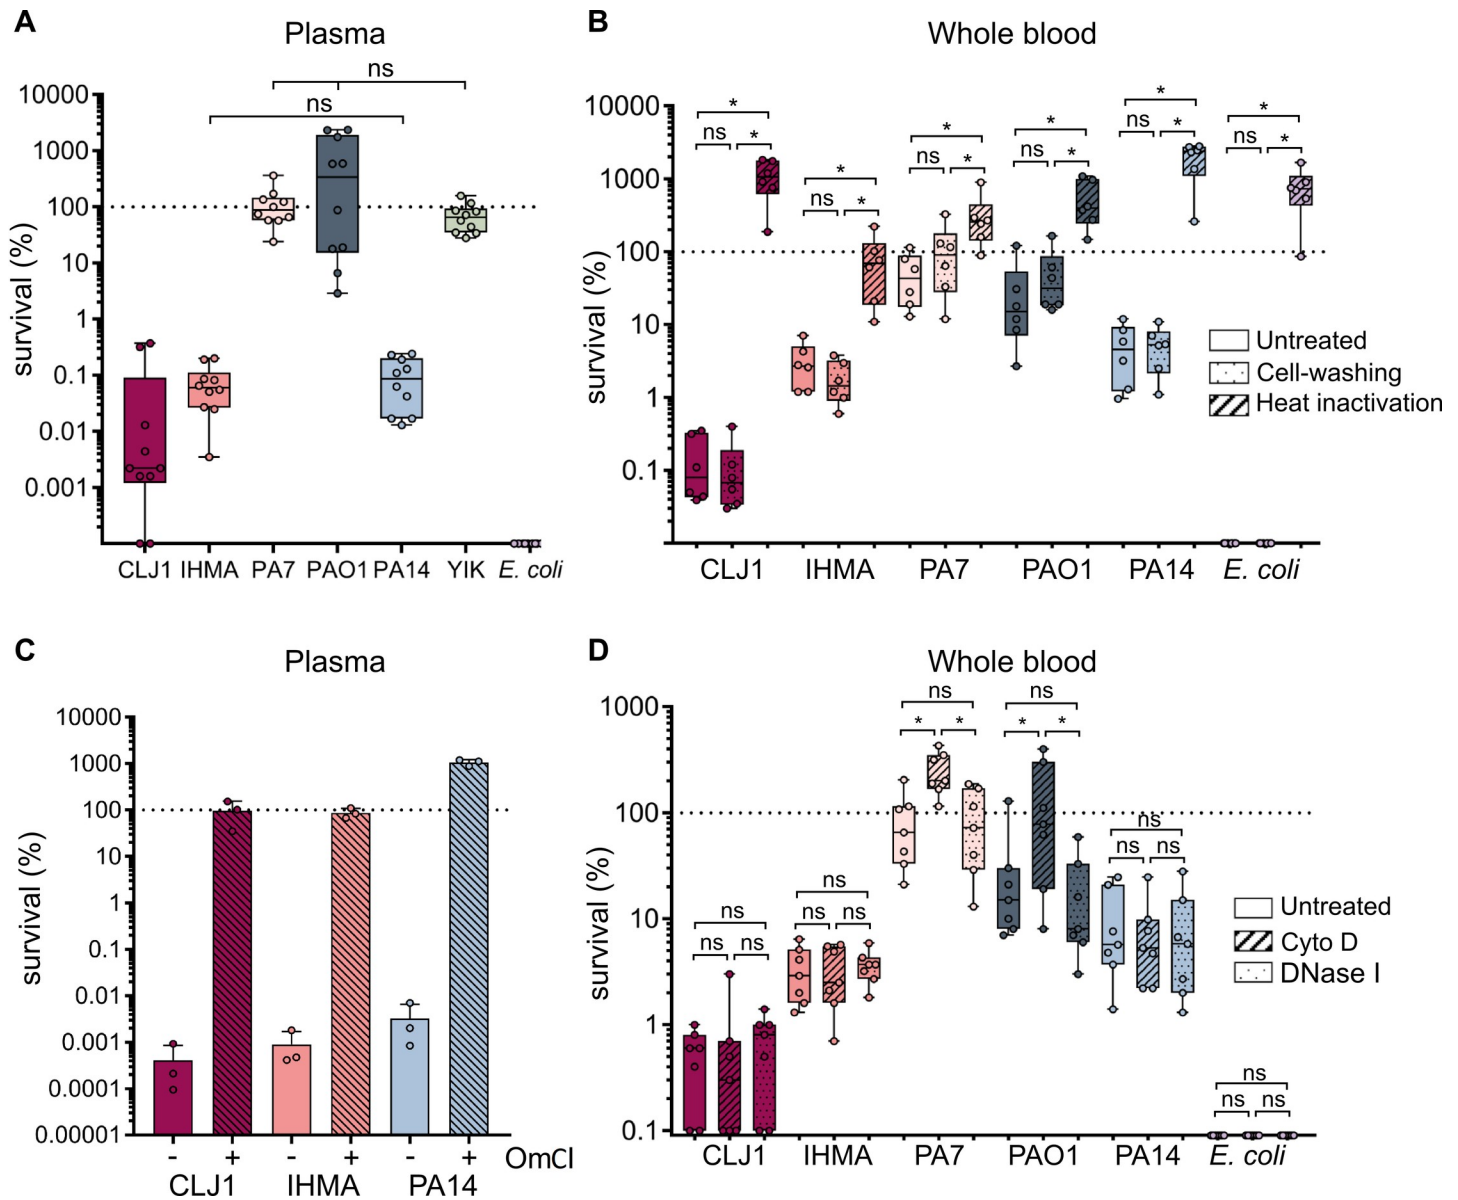 A
Plasma
ns
ns
10000
1000
100
10
1
0.1
0.01
0.001
survival (%)
CLJ1 IHMA PA7 PAO1 PA14 YIK E. coli
B
Whole blood
* * * * * *
ns * ns * ns * ns * ns * ns *
10000
1000
100
10
1
0.1
survival (%)
Untreated
Cell-washing
Heat inactivation
CLJ1 IHMA PA7 PAO1 PA14 E. coli
C
Plasma
10000
1000
100
10
1
0.1
0.01
0.001
0.0001
0.00001
survival (%)
- + - + - + OmCl
CLJ1 IHMA PA14
D
Whole blood
ns ns ns ns ns ns
ns ns ns ns * * * * ns ns ns ns
1000
100
10
1
0.1
survival (%)
Untreated
Cyto D
DNase I
CLJ1 IHMA PA7 PAO1 PA14 E. coli